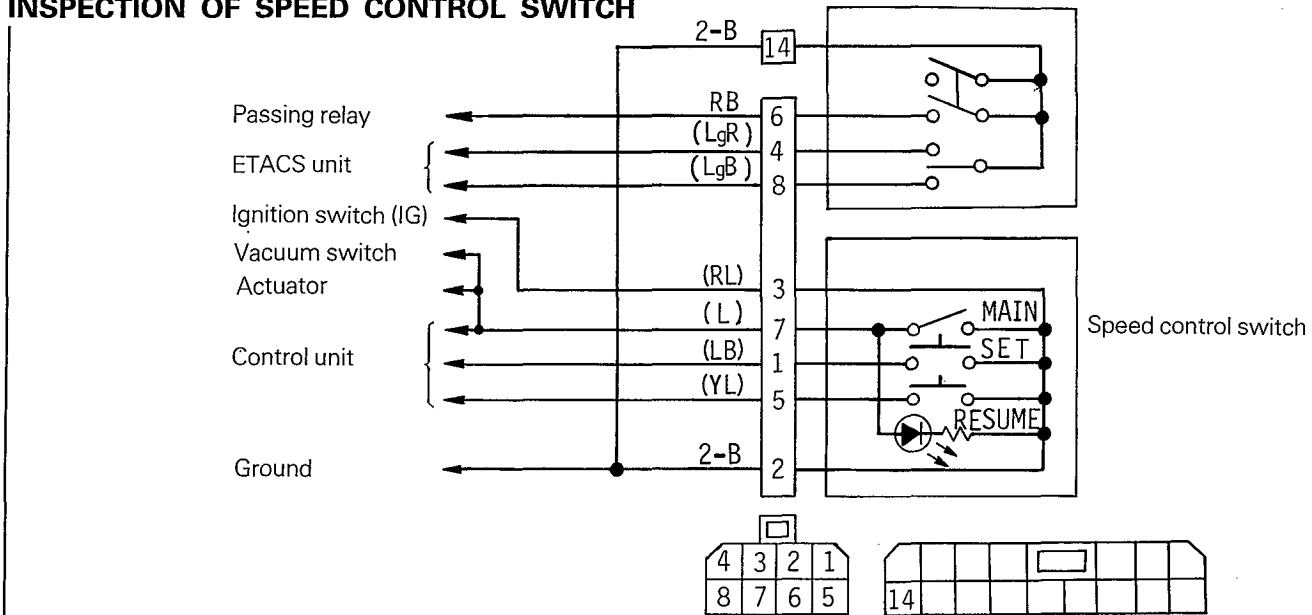 INSPECTION OF SPEED CONTROL SWITCH
2-B 14
Passing relay RB 6
(LgR) 4
ETACS unit
(LgB) 8
Ignition switch (IG)
Vacuum switch
Actuator (RL) 3
MAIN
(L) 7
Speed control switch
SET
Control unit (LB) 1
(YL) 5
RESUME
Ground 2-B 2
4 3 2 1
8 7 6 5
14